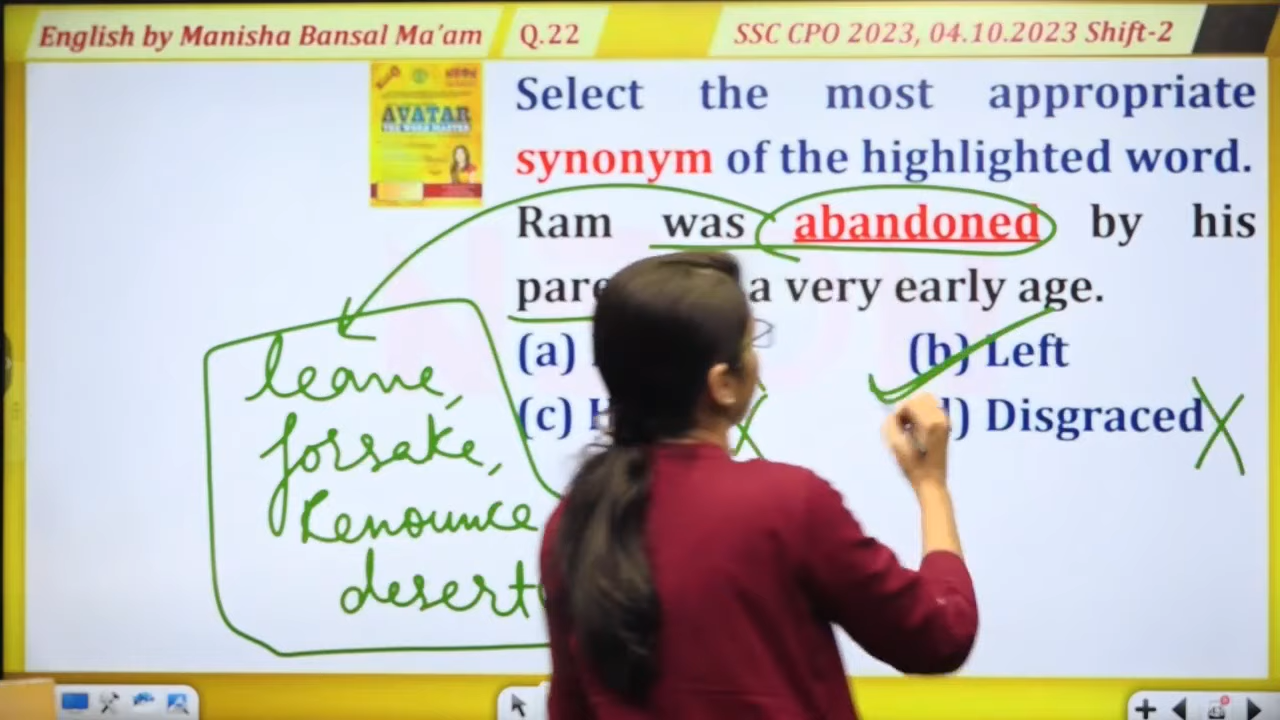 English by Manisha Bansal Ma'am
Q.22
SSC CPO 2023, 04.10.2023 Shift-2
AVATAR
Select the most appropriate
synonym of the highlighted word.
Ram was abandoned by his
a very early age.
(a)
(b) Left
(c)
Disgraced
leave,
forsake,
Renounce
desert